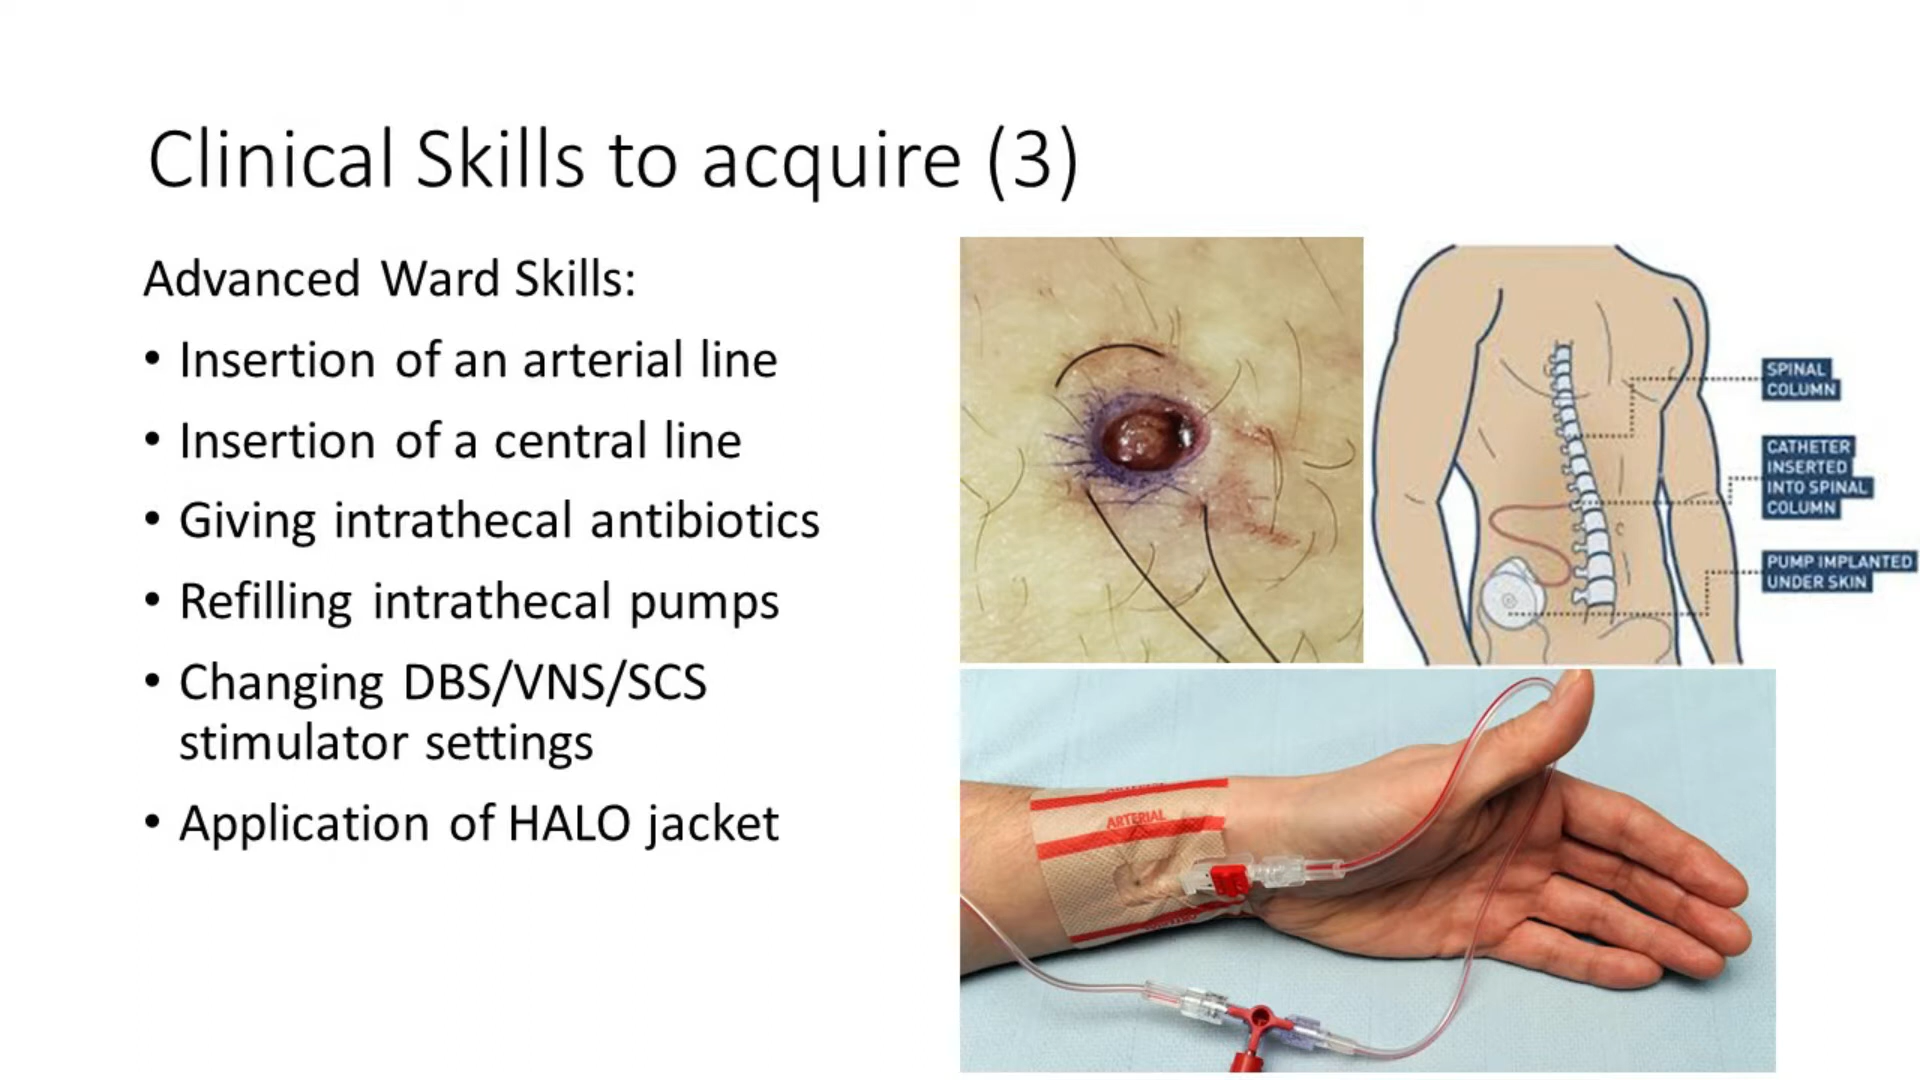 Clinical Skills to acquire (3)
Advanced Ward Skills:
• Insertion of an arterial line
• Insertion of a central line
• Giving intrathecal antibiotics
• Refilling intrathecal pumps
• Changing DBS/VNS/SCS
stimulator settings
• Application of HALO jacket
SPINAL
COLUMN
CATHETER
INSERTED
INTO SPINAL
COLUMN
PUMP IMPLANTED
UNDER SKIN
ARTERIAL